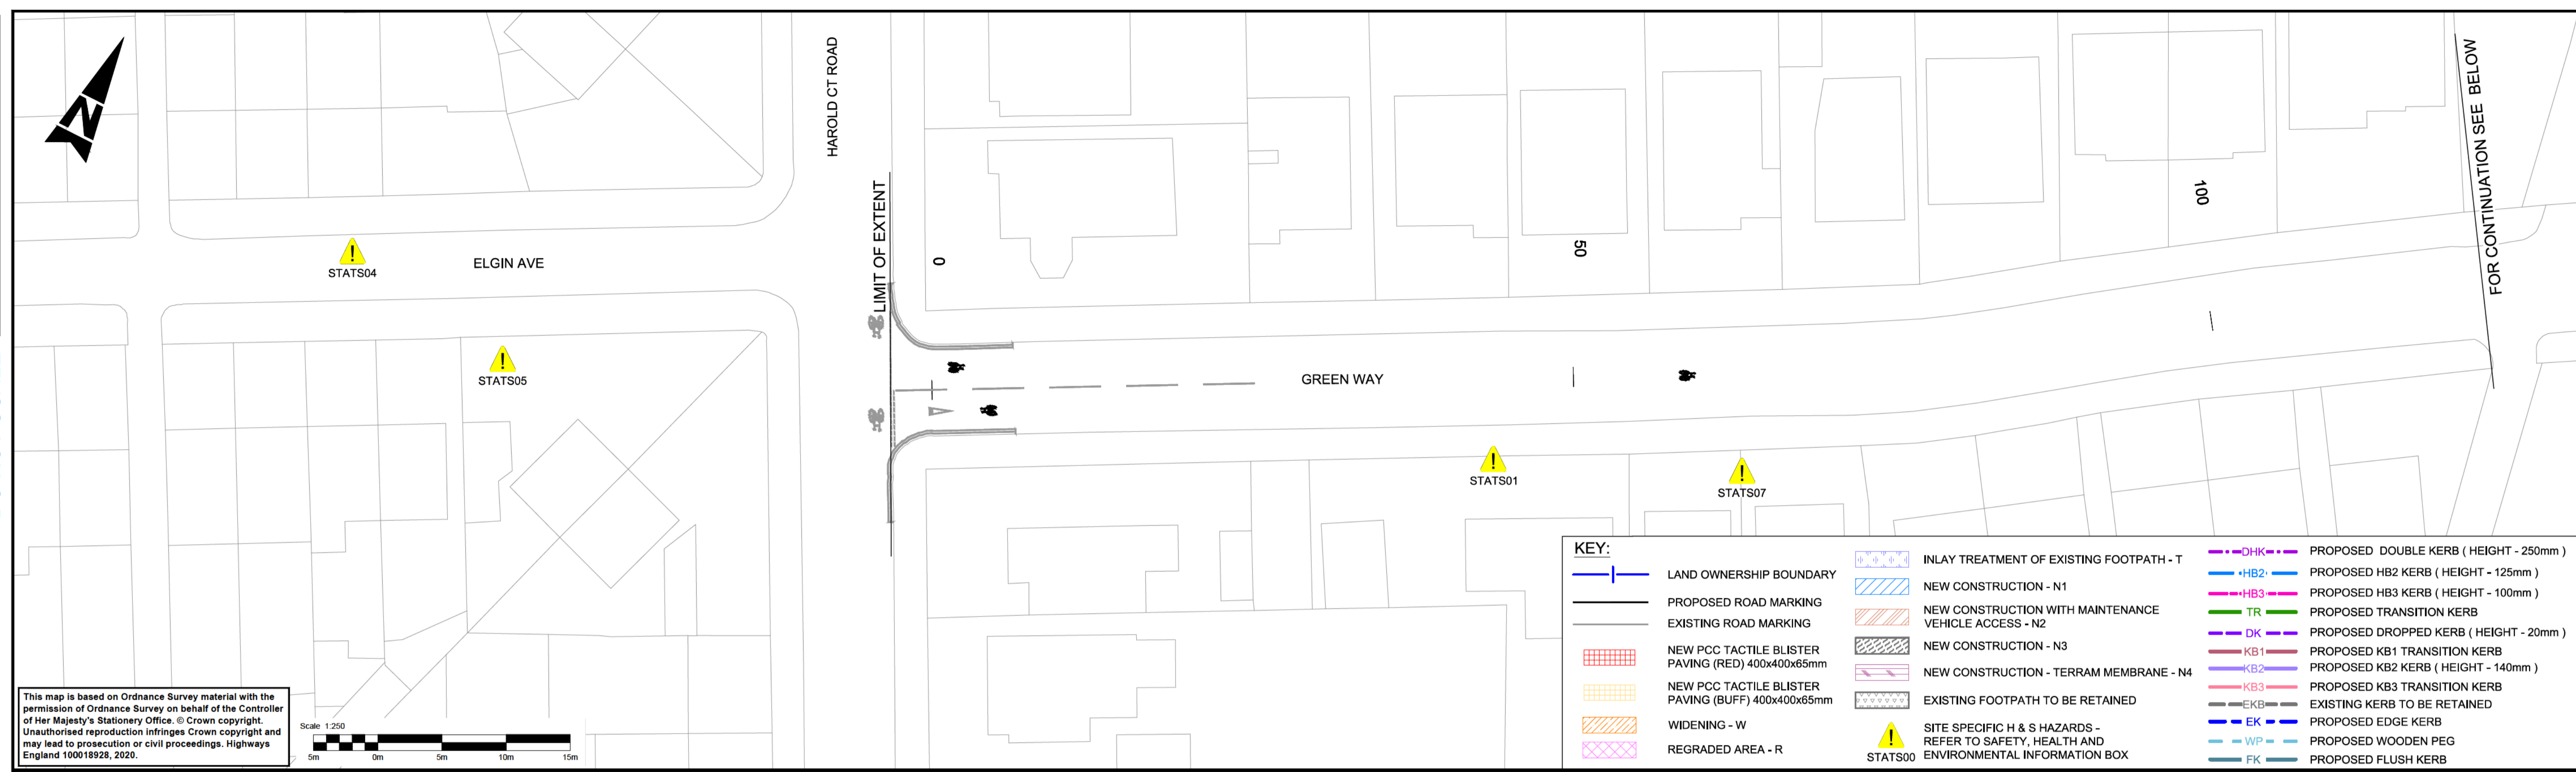 N
HAROLD CT ROAD
LIMIT OF EXTENT
FOR CONTINUATION SEE BELOW
0
50
100
STATS04
ELGIN AVE
STATS05
GREEN WAY
STATS01
STATS07
This map is based on Ordnance Survey material with the
permission of Ordnance Survey on behalf of the Controller
of Her Majesty's Stationery Office. © Crown copyright.
Unauthorised reproduction infringes Crown copyright and
may lead to prosecution or civil proceedings. Highways
England 100018928, 2020.
Scale 1:250
5m 0m 5m 10m 15m
KEY:
LAND OWNERSHIP BOUNDARY
PROPOSED ROAD MARKING
EXISTING ROAD MARKING
NEW PCC TACTILE BLISTER
PAVING (RED) 400x400x65mm
NEW PCC TACTILE BLISTER
PAVING (BUFF) 400x400x65mm
WIDENING - W
REGRADED AREA - R
INLAY TREATMENT OF EXISTING FOOTPATH - T
NEW CONSTRUCTION - N1
NEW CONSTRUCTION WITH MAINTENANCE
VEHICLE ACCESS - N2
NEW CONSTRUCTION - N3
NEW CONSTRUCTION - TERRAM MEMBRANE - N4
EXISTING FOOTPATH TO BE RETAINED
STATS00
SITE SPECIFIC H & S HAZARDS -
REFER TO SAFETY, HEALTH AND
ENVIRONMENTAL INFORMATION BOX
DHK PROPOSED DOUBLE KERB ( HEIGHT - 250mm )
HB2 PROPOSED HB2 KERB ( HEIGHT - 125mm )
HB3 PROPOSED HB3 KERB ( HEIGHT - 100mm )
TR PROPOSED TRANSITION KERB
DK PROPOSED DROPPED KERB ( HEIGHT - 20mm )
KB1 PROPOSED KB1 TRANSITION KERB
KB2 PROPOSED KB2 KERB ( HEIGHT - 140mm )
KB3 PROPOSED KB3 TRANSITION KERB
EKB EXISTING KERB TO BE RETAINED
EK PROPOSED EDGE KERB
WP PROPOSED WOODEN PEG
FK PROPOSED FLUSH KERB